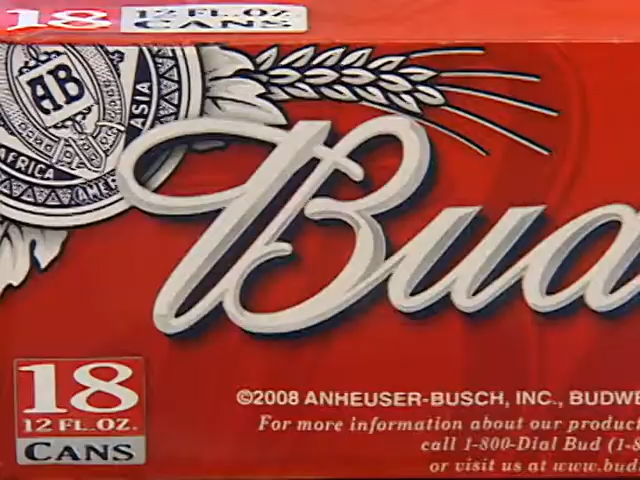 18 12 FL. OZ. CANS
AB
ASIA
AFRICA
Bud
18
12 FL. OZ.
CANS
©2008 ANHEUSER-BUSCH, INC., BUDWE
For more information about our product
call 1-800-Dial Bud (1-8
or visit us at www.bud